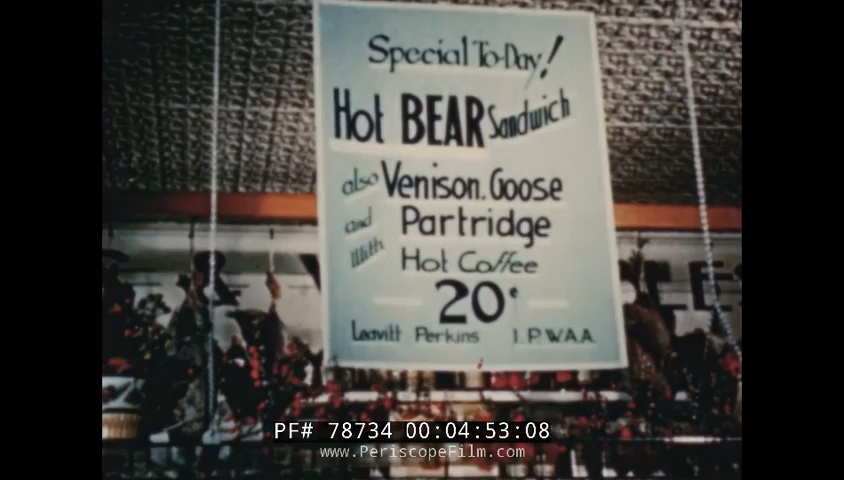 Special To-Day!
Hot BEAR Sandwich
also Venison. Goose
and Partridge
With Hot Coffee
20¢
Leavitt Perkins I.P.W.A.A.
PF# 78734 00:04:53:08
www.PeriscopeFilm.com